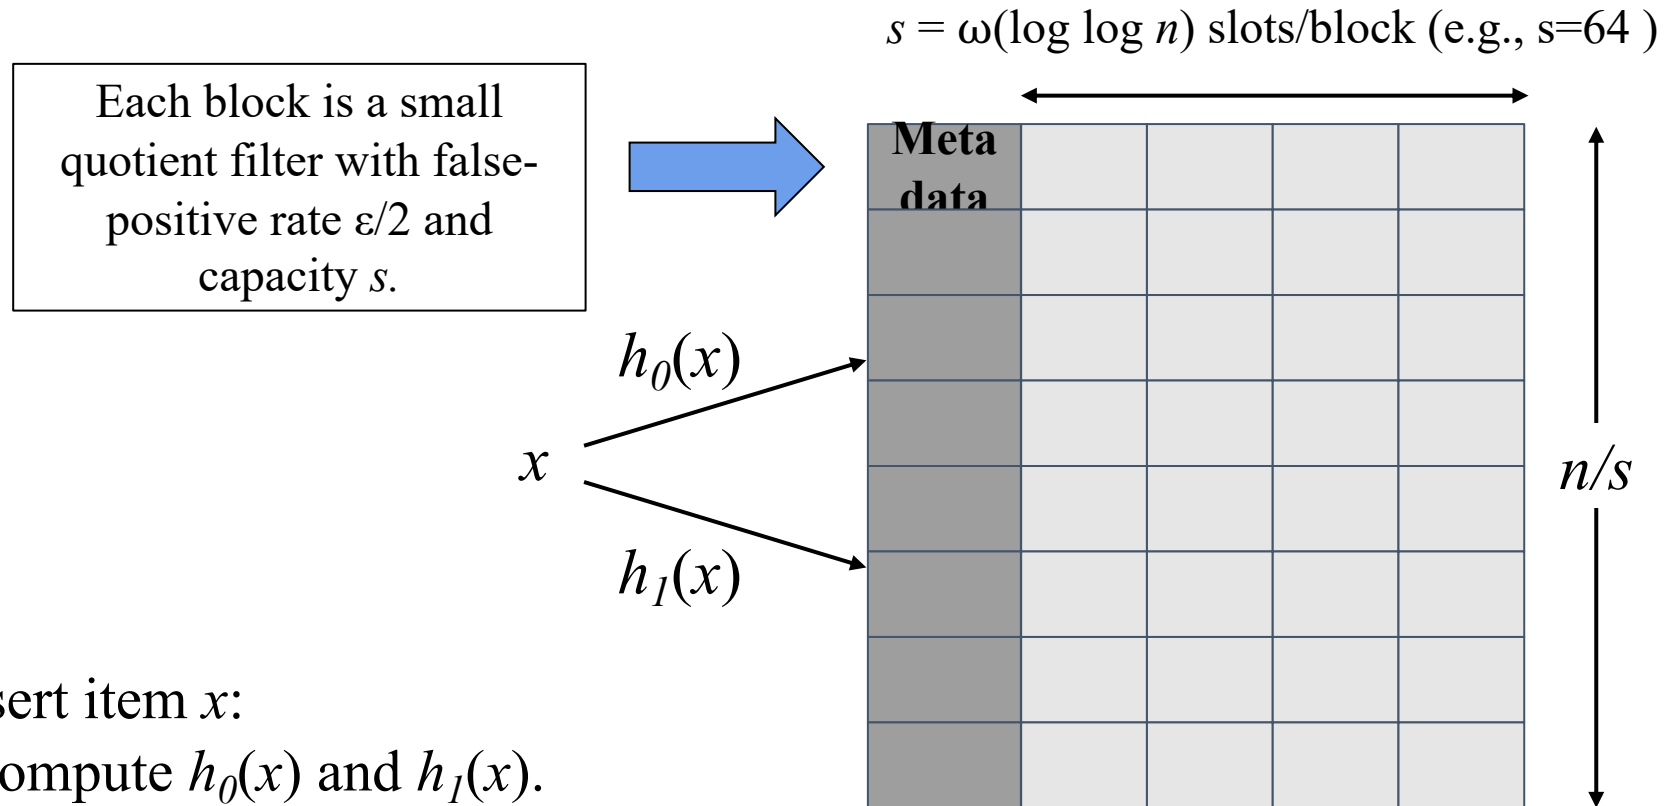 s = ω(log log n) slots/block (e.g., s=64 )
Each block is a small
quotient filter with false-
positive rate ε/2 and
capacity s.
Meta
data
h₀(x)
x
h₁(x)
n/s
sert item x:
ompute h₀(x) and h₁(x).